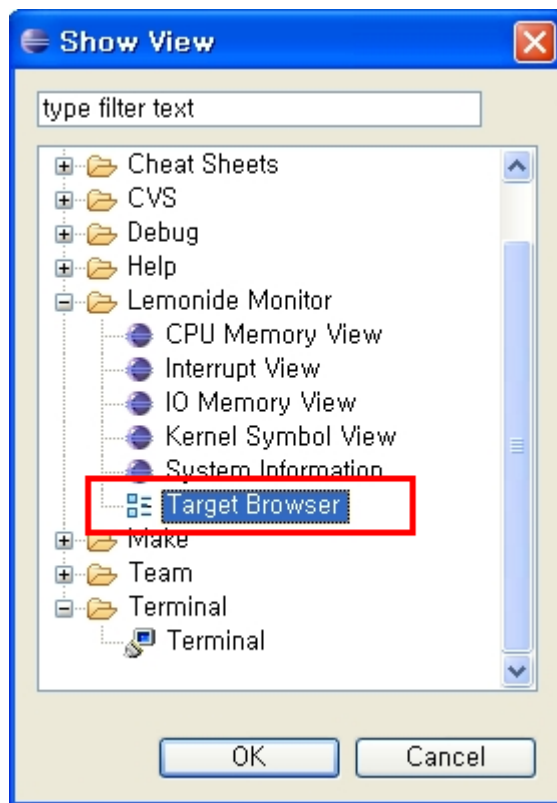 Show View
type filter text
Cheat Sheets
CVS
Debug
Help
Lemonide Monitor
CPU Memory View
Interrupt View
IO Memory View
Kernel Symbol View
System Information
Target Browser
Make
Team
Terminal
Terminal
OK Cancel